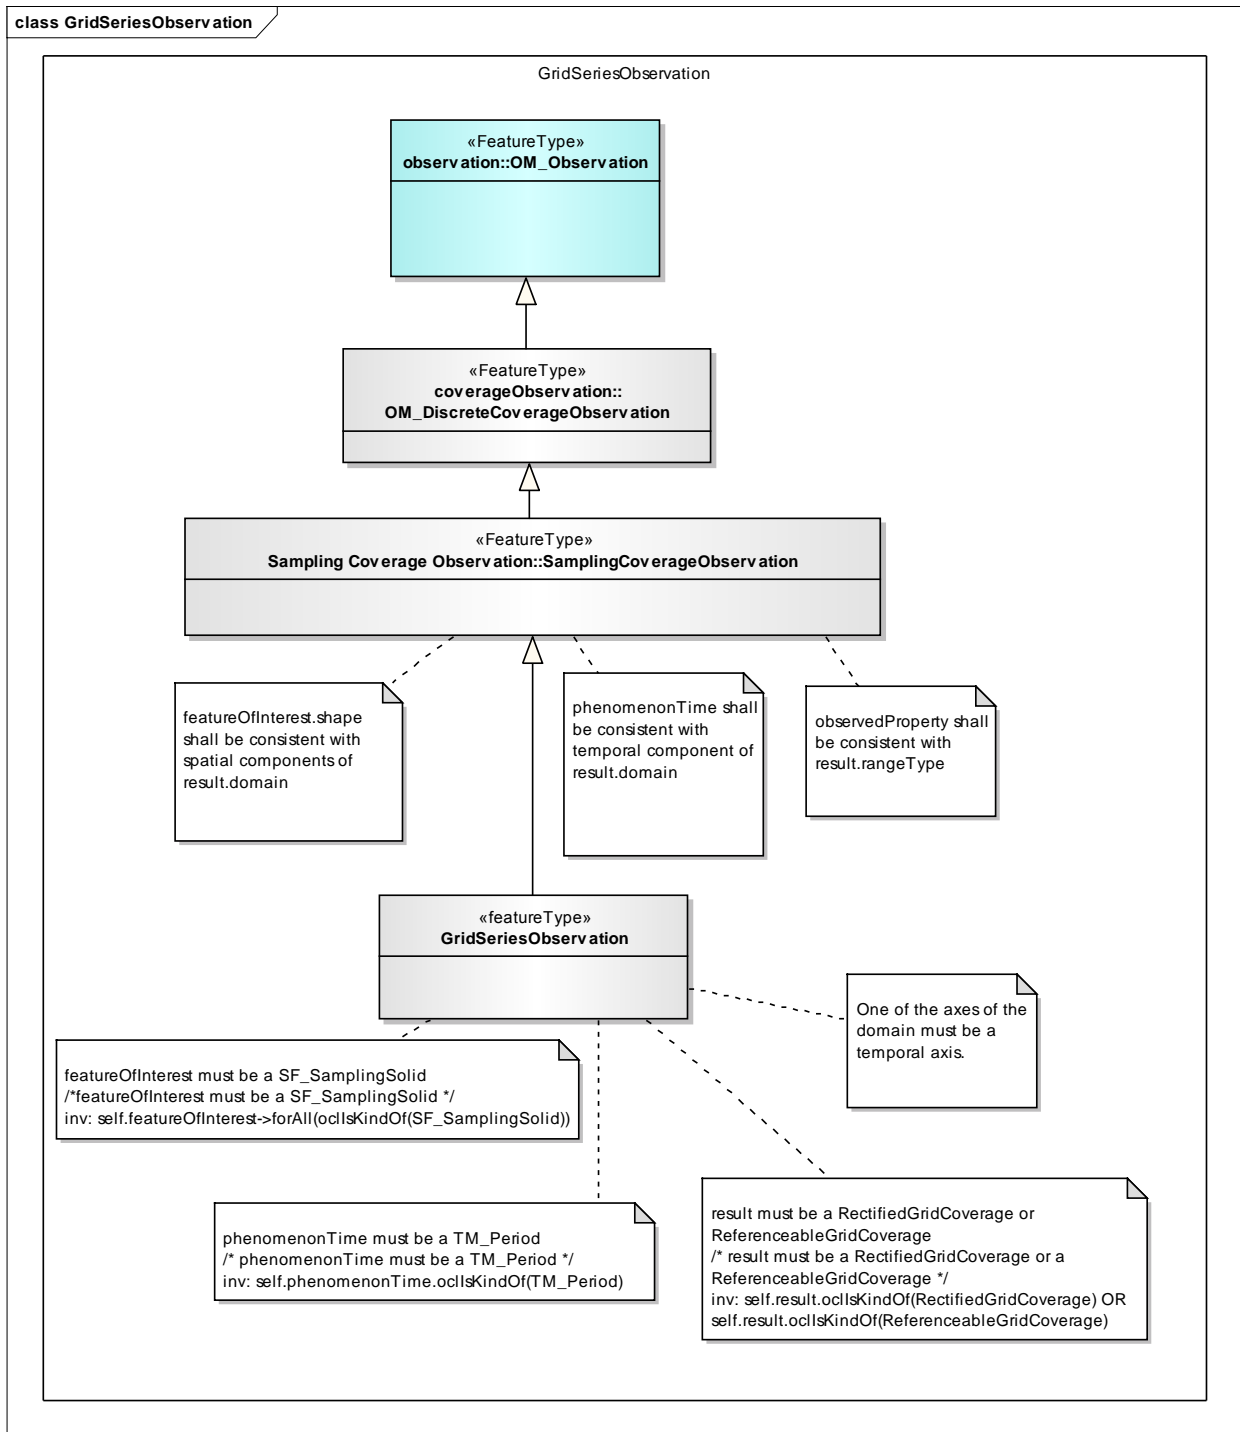 class GridSeriesObservation
GridSeriesObservation
«FeatureType»
observation::OM_Observation
«FeatureType»
coverageObservation::
OM_DiscreteCoverageObservation
«FeatureType»
Sampling Coverage Observation::SamplingCoverageObservation
featureOfInterest.shape
shall be consistent with
spatial components of
result.domain
phenomenonTime shall
be consistent with
temporal component of
result.domain
observedProperty shall
be consistent with
result.rangeType
«featureType»
GridSeriesObservation
One of the axes of the
domain must be a
temporal axis.
featureOfInterest must be a SF_SamplingSolid
/*featureOfInterest must be a SF_SamplingSolid */
inv: self.featureOfInterest->forAll(oclIsKindOf(SF_SamplingSolid))
phenomenonTime must be a TM_Period
/* phenomenonTime must be a TM_Period */
inv: self.phenomenonTime.oclIsKindOf(TM_Period)
result must be a RectifiedGridCoverage or
ReferenceableGridCoverage
/* result must be a RectifiedGridCoverage or a
ReferenceableGridCoverage */
inv: self.result.oclIsKindOf(RectifiedGridCoverage) OR
self.result.oclIsKindOf(ReferenceableGridCoverage)